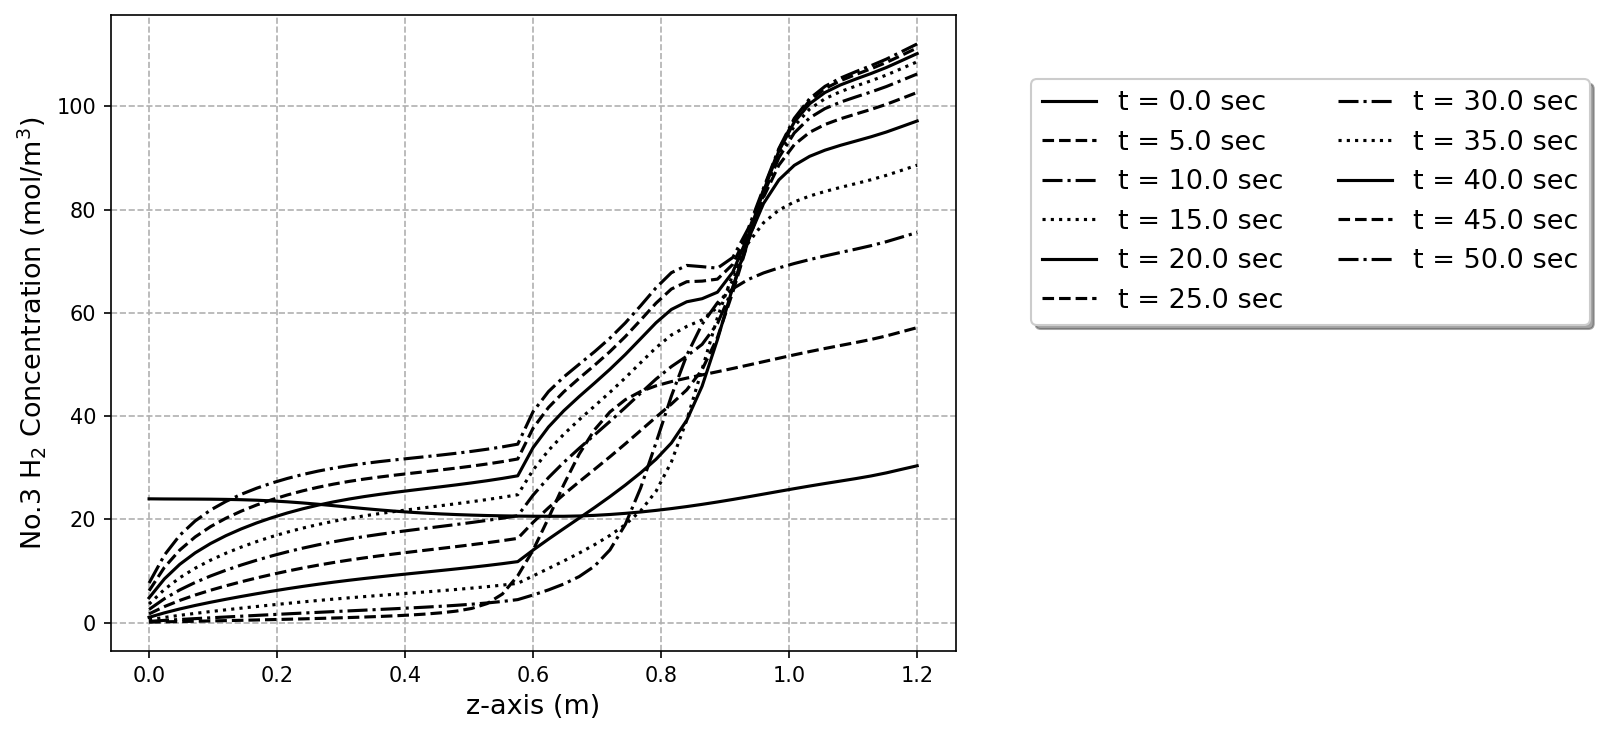 No.3 H₂ Concentration (mol/m³)
100
80
60
40
20
0
0.0 0.2 0.4 0.6 0.8 1.0 1.2
z-axis (m)
t = 0.0 sec
t = 5.0 sec
t = 10.0 sec
t = 15.0 sec
t = 20.0 sec
t = 25.0 sec
t = 30.0 sec
t = 35.0 sec
t = 40.0 sec
t = 45.0 sec
t = 50.0 sec